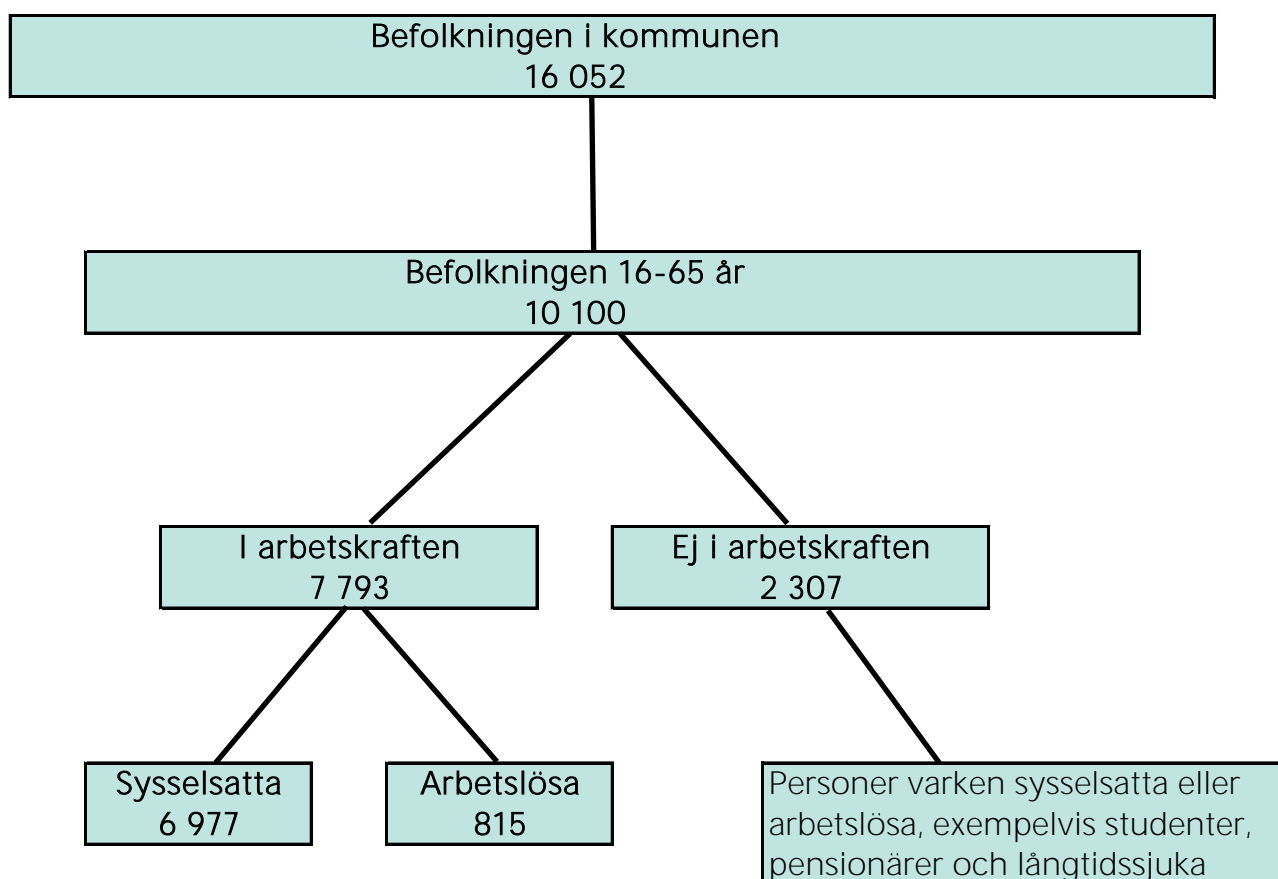 Befolkningen i kommunen
16 052
Befolkningen 16-65 år
10 100
I arbetskraften
7 793
Ej i arbetskraften
2 307
Sysselsatta
6 977
Arbetslösa
815
Personer varken sysselsatta eller
arbetslösa, exempelvis studenter,
pensionärer och långtidssjuka